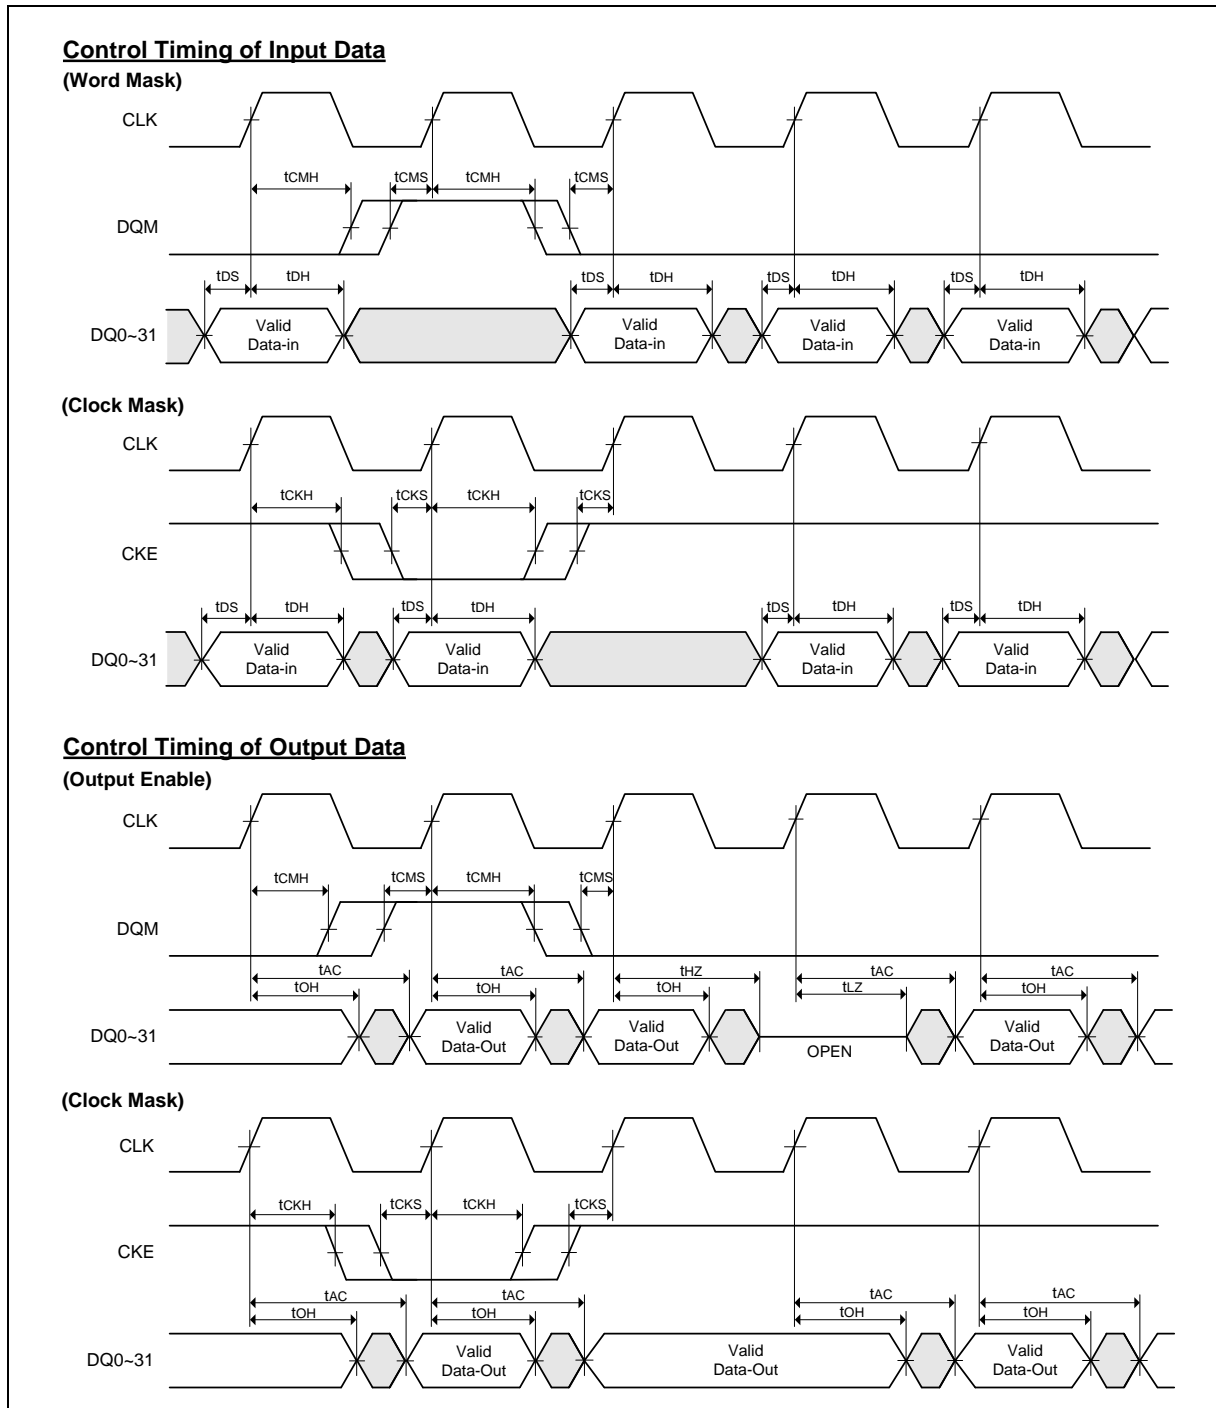 Control Timing of Input Data
(Word Mask)
CLK
tCMH tCMS tCMH tCMS
DQM
tDS tDH tDS tDH tDS tDH tDS tDH
DQ0~31
Valid Data-in
Valid Data-in
Valid Data-in
Valid Data-in
(Clock Mask)
CLK
tCKH tCKS tCKH tCKS
CKE
tDS tDH tDS tDH tDS tDH tDS tDH
DQ0~31
Valid Data-in
Valid Data-in
Valid Data-in
Valid Data-in
Control Timing of Output Data
(Output Enable)
CLK
tCMH tCMS tCMH tCMS
DQM
tAC tAC tHZ tAC tAC
tOH tOH tOH tLZ tOH
DQ0~31
Valid Data-Out
Valid Data-Out
OPEN
Valid Data-Out
(Clock Mask)
CLK
tCKH tCKS tCKH tCKS
CKE
tAC tAC tAC tAC
tOH tOH tOH tOH
DQ0~31
Valid Data-Out
Valid Data-Out
Valid Data-Out